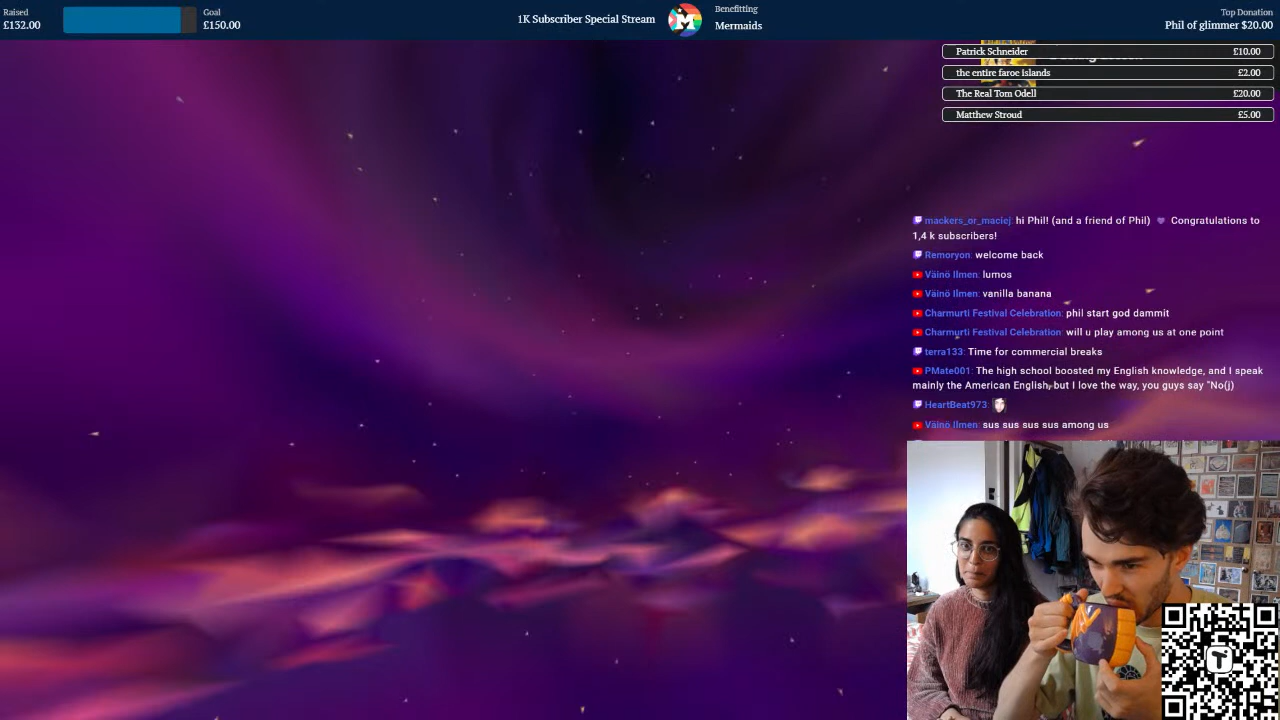 Raised
£132.00
Goal
£150.00
1K Subscriber Special Stream
M
Benefitting
Mermaids
Top Donation
Phil of glimmer $20.00
Patrick Schneider £10.00
the entire faroe islands £2.00
The Real Tom Odell £20.00
Matthew Stroud £5.00
mackers_or_maciej: hi Phil! (and a friend of Phil) 💜 Congratulations to
1,4 k subscribers!
Remoryon: welcome back
Väinö Ilmen: lumos
Väinö Ilmen: vanilla banana
Charmurti Festival Celebration: phil start god dammit
Charmurti Festival Celebration: will u play among us at one point
terra133: Time for commercial breaks
PMate001: The high school boosted my English knowledge, and I speak
mainly the American English, but I love the way, you guys say "No(j)
HeartBeat973:
Väinö Ilmen: sus sus sus sus among us
T